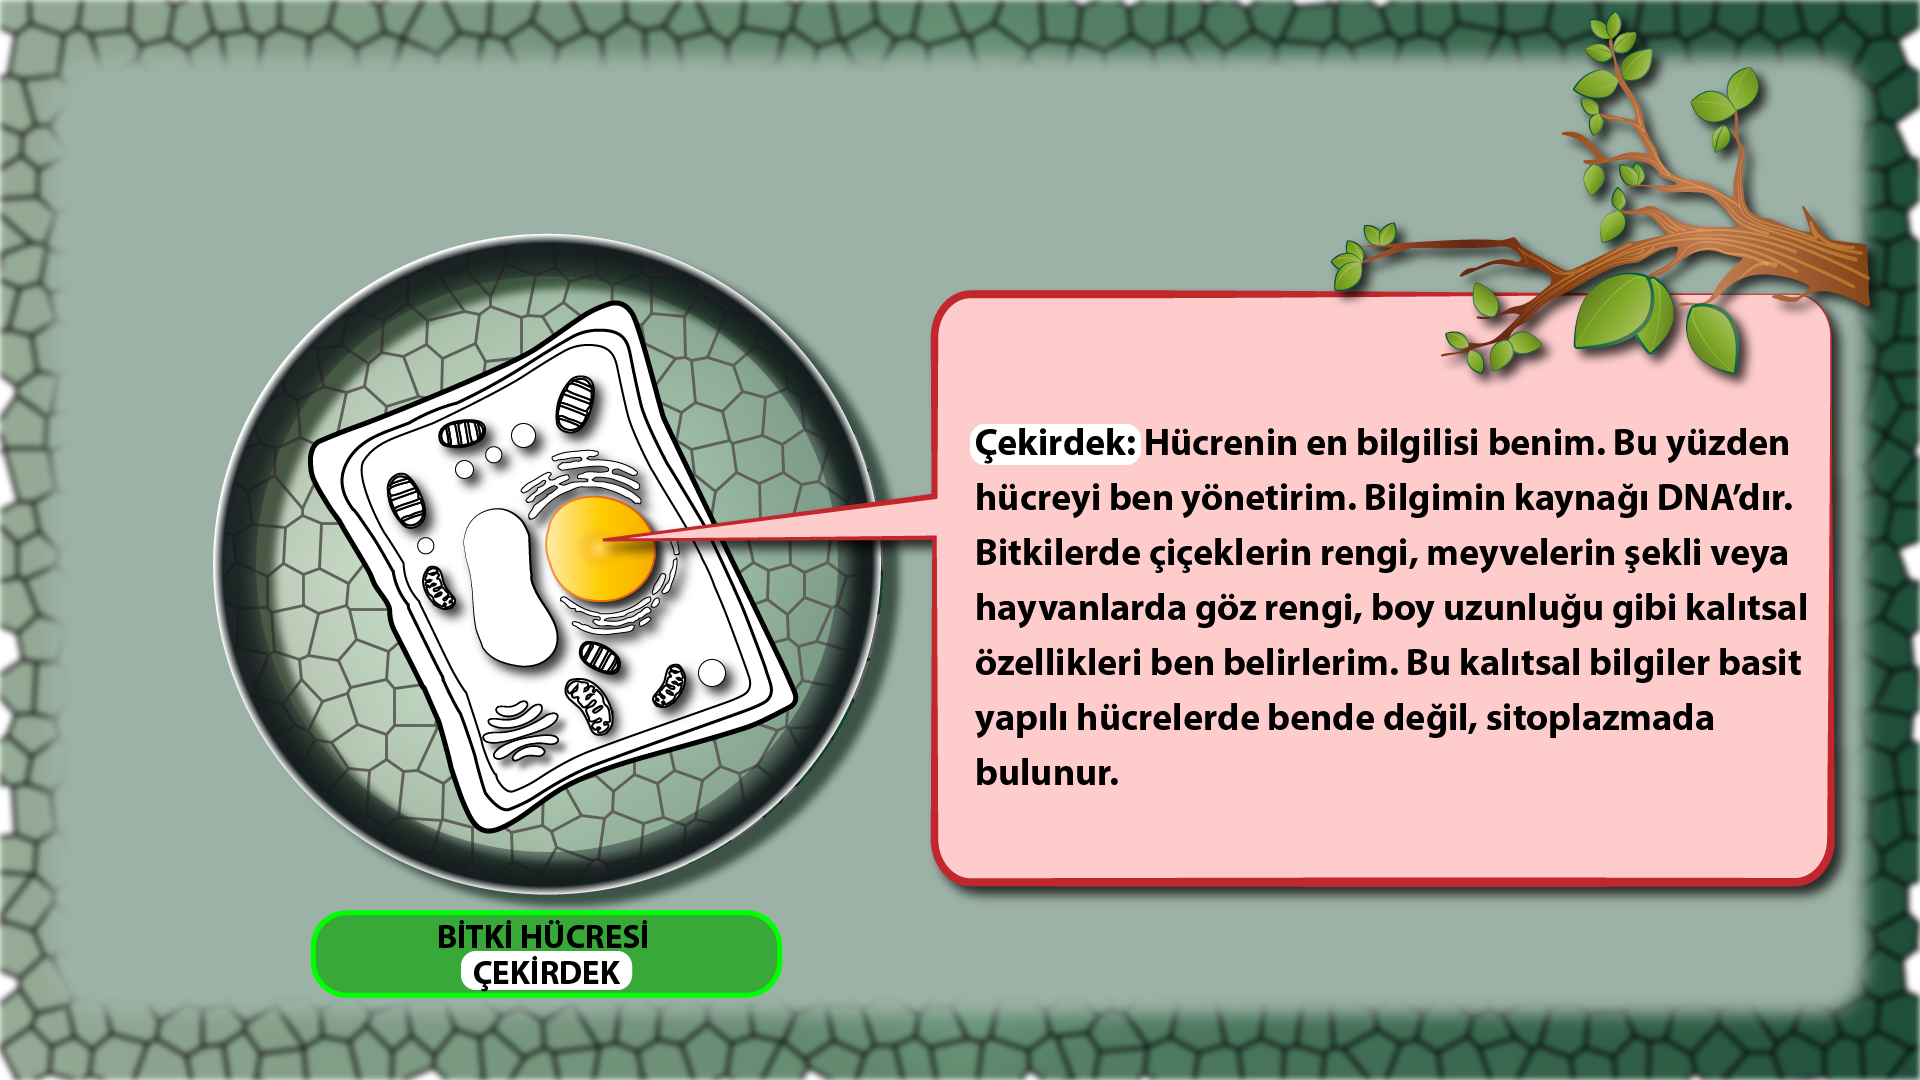 Çekirdek: Hücrenin en bilgilisi benim. Bu yüzden
hücreyi ben yönetirim. Bilgimin kaynağı DNA’dır.
Bitkilerde çiçeklerin rengi, meyvelerin şekli veya
hayvanlarda göz rengi, boy uzunluğu gibi kalıtsal
özellikleri ben belirlerim. Bu kalıtsal bilgiler basit
yapılı hücrelerde bende değil, sitoplazmada
bulunur.
BİTKİ HÜCRESİ
ÇEKİRDEK